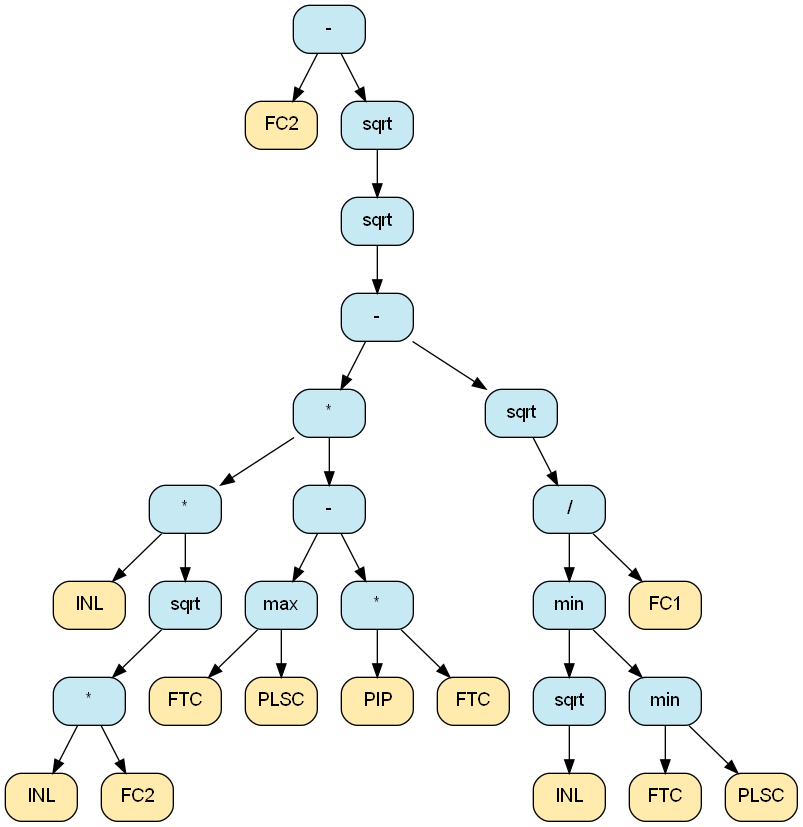 -
FC2 sqrt
sqrt
-
* sqrt
* - /
INL sqrt max * min FC1
* FTC PLSC PIP FTC sqrt min
INL FC2 INL FTC PLSC